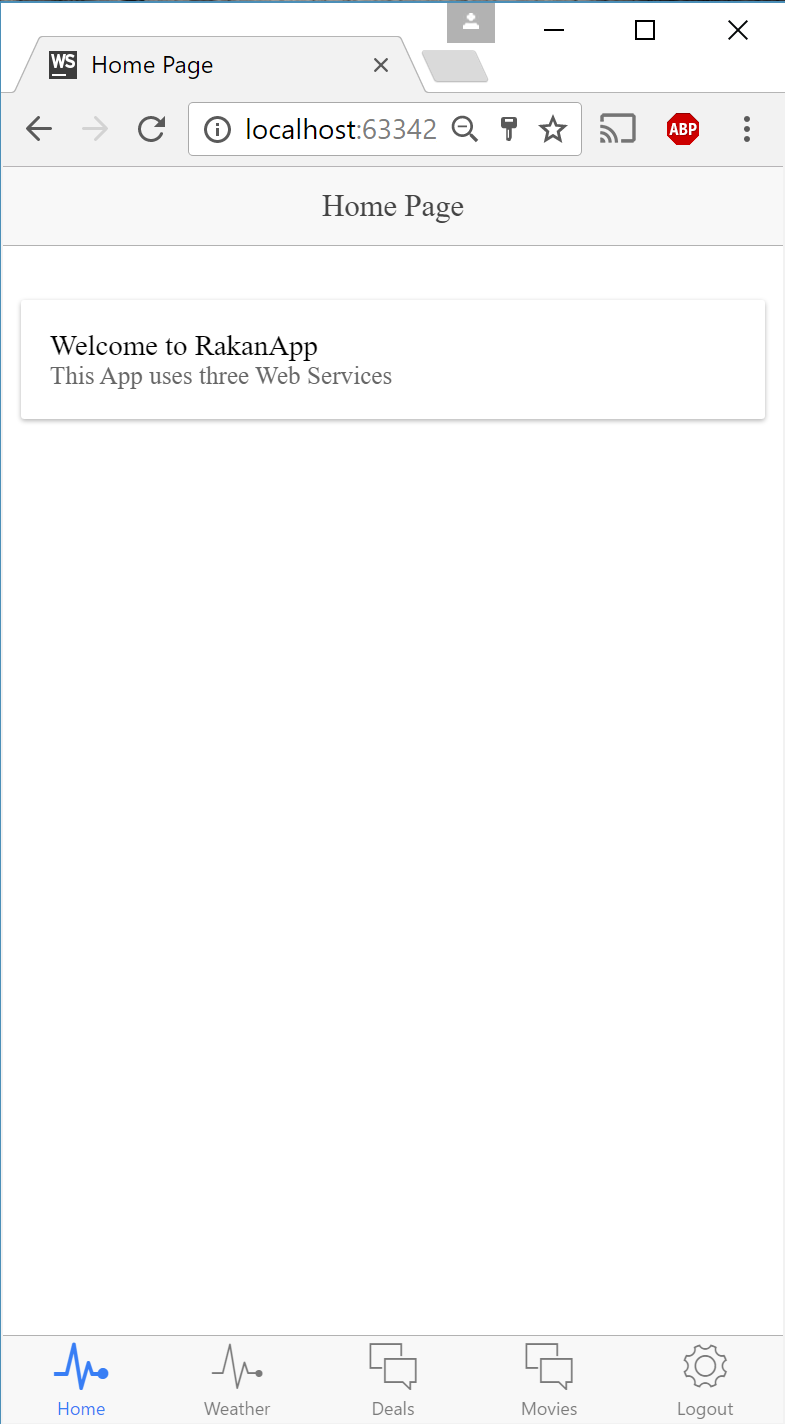 WS Home Page
localhost:63342
ABP
Home Page
Welcome to RakanApp
This App uses three Web Services
Home Weather Deals Movies Logout